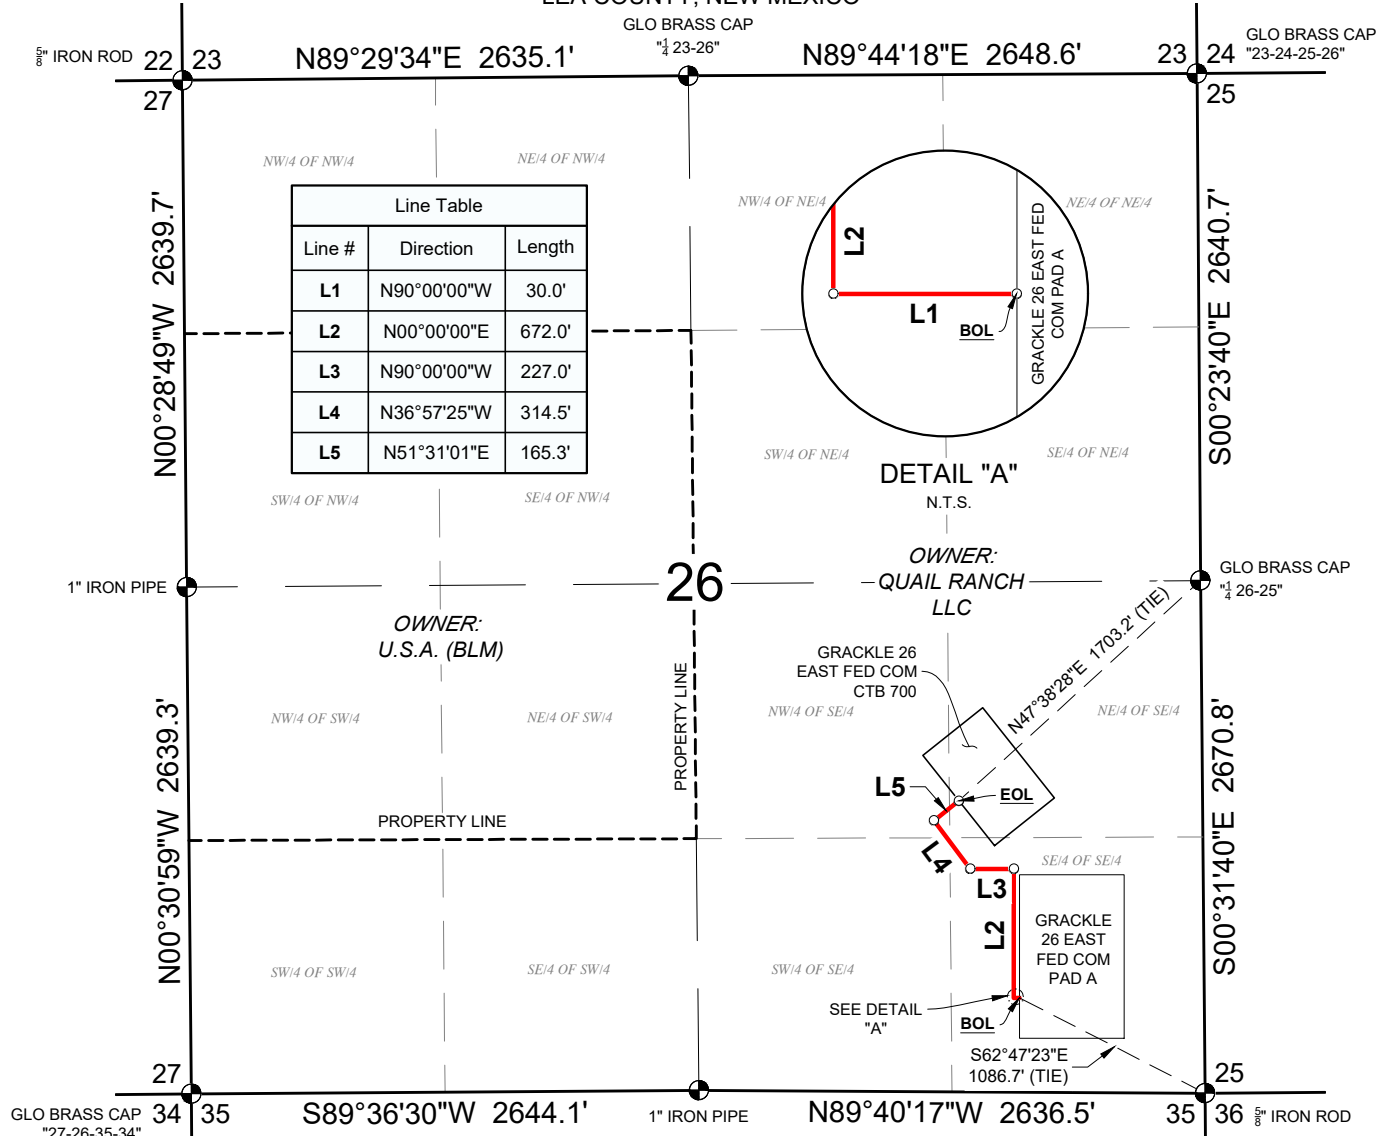 LEA COUNTY, NEW MEXICO
GLO BRASS CAP
"1/4 23-26"
5/8" IRON ROD
22 23
27
N89°29'34"E 2635.1'
N89°44'18"E 2648.6'
23 24
25
GLO BRASS CAP
"23-24-25-26"
NW/4 OF NW/4
NE/4 OF NW/4
NW/4 OF NE/4
NE/4 OF NE/4
N00°28'49"W 2639.7'
Line Table
Line # Direction Length
L1 N90°00'00"W 30.0'
L2 N00°00'00"E 672.0'
L3 N90°00'00"W 227.0'
L4 N36°57'25"W 314.5'
L5 N51°31'01"E 165.3'
L2
L1
BOL
GRACKLE 26 EAST FED
COM PAD A
S00°23'40"E 2640.7'
SW/4 OF NE/4
SE/4 OF NE/4
DETAIL "A"
N.T.S.
SW/4 OF NW/4
SE/4 OF NW/4
1" IRON PIPE
26
OWNER:
QUAIL RANCH
LLC
GLO BRASS CAP
"1/4 26-25"
OWNER:
U.S.A. (BLM)
GRACKLE 26
EAST FED COM
CTB 700
N47°38'28"E 1703.2' (TIE)
PROPERTY LINE
NW/4 OF SW/4
NE/4 OF SW/4
NW/4 OF SE/4
NE/4 OF SE/4
N00°30'59"W 2639.3'
S00°31'40"E 2670.8'
L5
EOL
PROPERTY LINE
L4
L3
SE/4 OF SE/4
L2
GRACKLE
26 EAST
FED COM
PAD A
SW/4 OF SW/4
SE/4 OF SW/4
SW/4 OF SE/4
SEE DETAIL
"A"
BOL
S62°47'23"E
1086.7' (TIE)
27
34 35
GLO BRASS CAP
"27-26-35-34"
S89°36'30"W 2644.1'
1" IRON PIPE
N89°40'17"W 2636.5'
25
35 36
5/8" IRON ROD